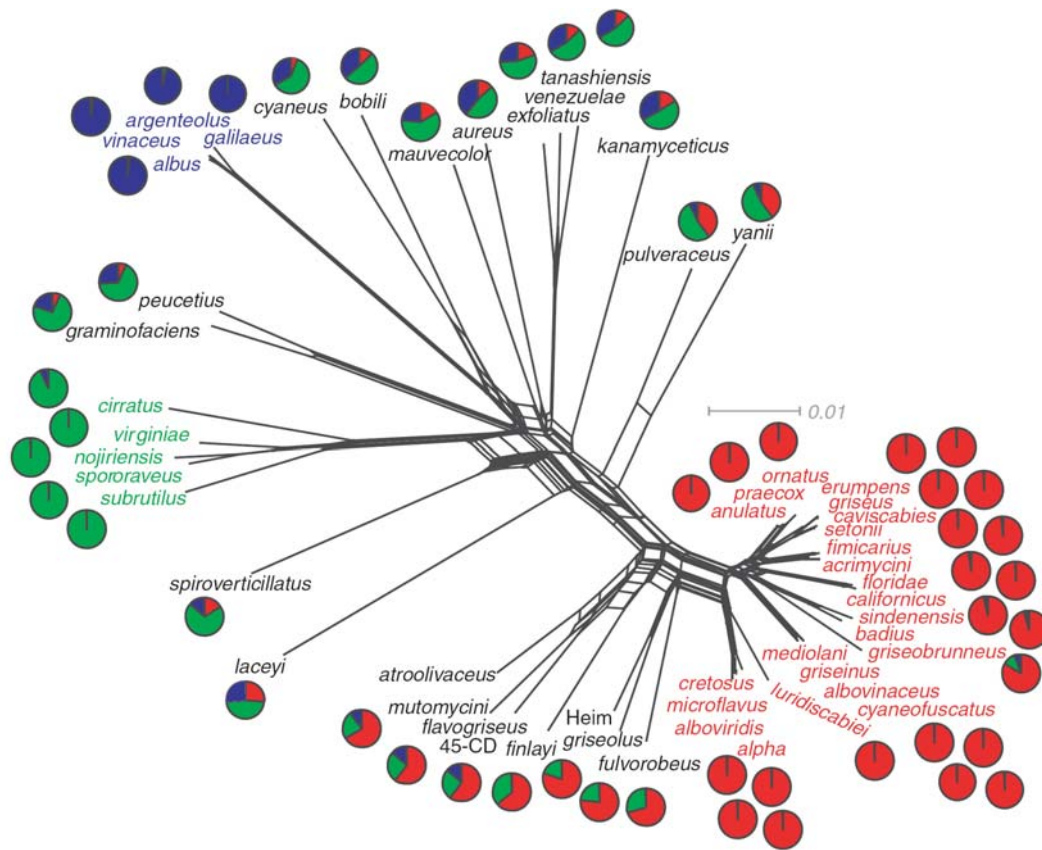 tanashiensis
venezuelae
exfoliatus
cyaneus
bobili
aureus
mauvecolor
kanamyceticus
argenteolus
vinaceus
galilaeus
albus
yanii
pulveraceus
peucetius
graminofaciens
cirratus
virginiae
nojiriensis
spororaveus
subrutilus
0.01
ornatus
praecox
anulatus
erumpens
griseus
caviscabies
setonii
fimicarius
acrimycini
floridae
californicus
sindenensis
badius
griseobrunneus
mediolani
griseinus
albovinaceus
cyaneofuscatus
luridiscabiei
cretosus
microflavus
alboviridis
alpha
spiroverticillatus
laceyi
atroolivaceus
mutomycini
flavogriseus
45-CD
finlayi
Heim
griseolus
fulvorobeus